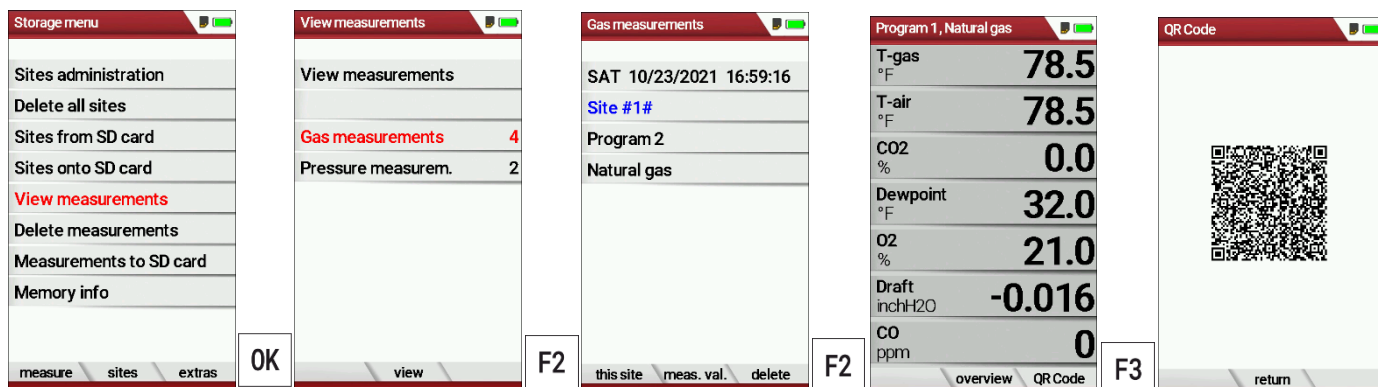 Storage menu
Sites administration
Delete all sites
Sites from SD card
Sites onto SD card
View measurements
Delete measurements
Measurements to SD card
Memory info
measure sites extras
OK
View measurements
View measurements
Gas measurements 4
Pressure measurem. 2
view
F2
Gas measurements
SAT 10/23/2021 16:59:16
Site #1#
Program 2
Natural gas
this site meas. val. delete
F2
Program 1, Natural gas
T-gas 78.5
°F
T-air 78.5
°F
CO2 0.0
%
Dewpoint 32.0
°F
O2 21.0
%
Draft -0.016
inchH2O
CO 0
ppm
overview QR Code
F3
QR Code
return